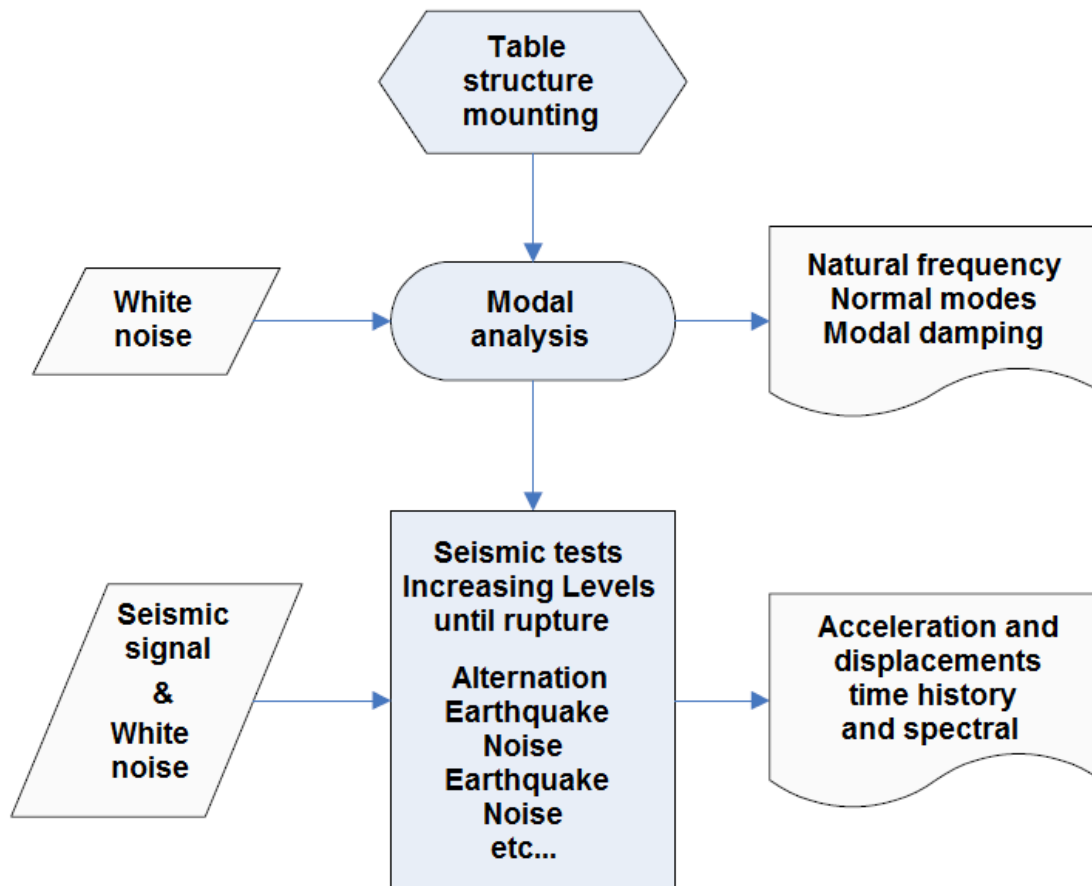 Table
structure
mounting
White
noise
Modal
analysis
Natural frequency
Normal modes
Modal damping
Seismic
signal
&
White
noise
Seismic tests
Increasing Levels
until rupture
Alternation
Earthquake
Noise
Earthquake
Noise
etc...
Acceleration and
displacements
time history
and spectral